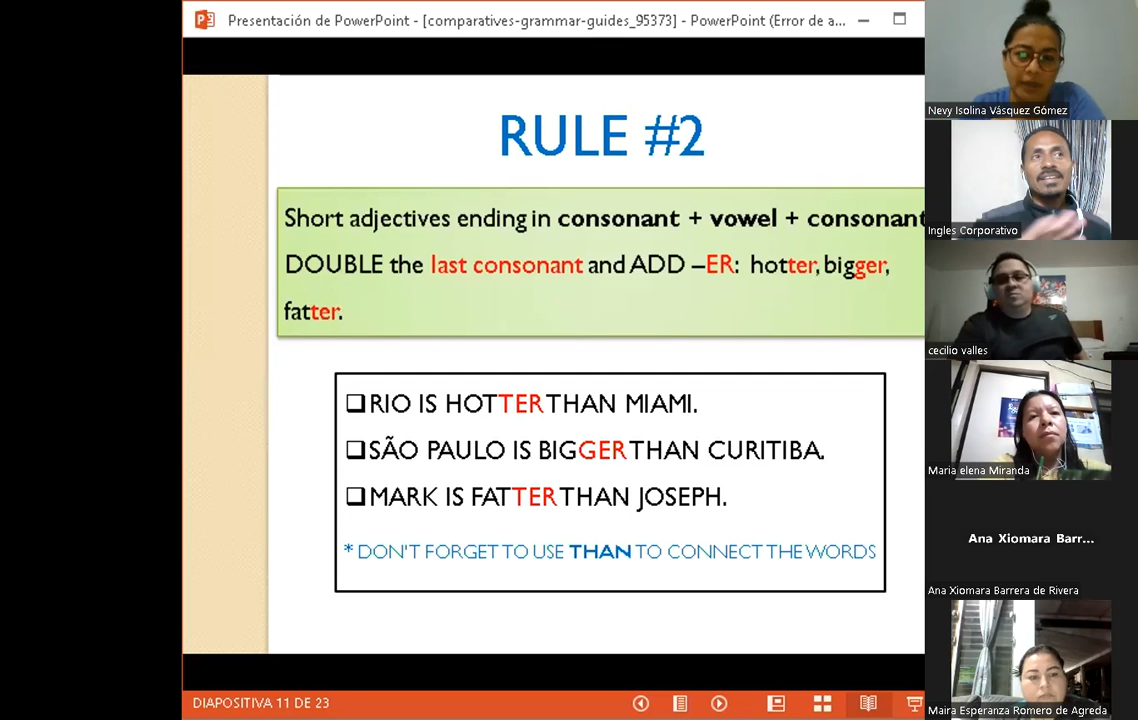 Presentación de PowerPoint - [comparatives-grammar-guides_95373] - PowerPoint (Error de a...
RULE #2
Short adjectives ending in consonant + vowel + consonant
DOUBLE the last consonant and ADD –ER: hotter, bigger,
fatter.
RIO IS HOTTER THAN MIAMI.
SÃO PAULO IS BIGGER THAN CURITIBA.
MARK IS FATTER THAN JOSEPH.
* DON'T FORGET TO USE THAN TO CONNECT THE WORDS
DIAPOSITIVA 11 DE 23
Nevy Isolina Vásquez Gómez
Ingles Corporativo
cecilio valles
Maria elena Miranda
Ana Xiomara Barr...
Ana Xiomara Barrera de Rivera
Maira Esperanza Romero de Agreda